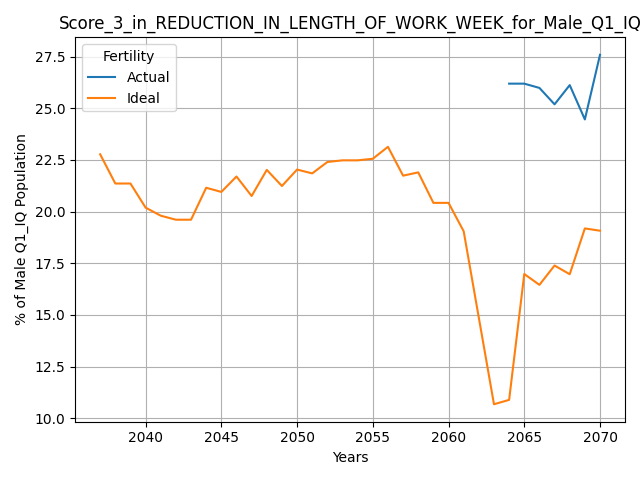 Score_3_in_REDUCTION_IN_LENGTH_OF_WORK_WEEK_for_Male_Q1_IQ
Fertility
Actual
Ideal
27.5
25.0
22.5
20.0
17.5
15.0
12.5
10.0
% of Male Q1_IQ Population
2040 2045 2050 2055 2060 2065 2070
Years